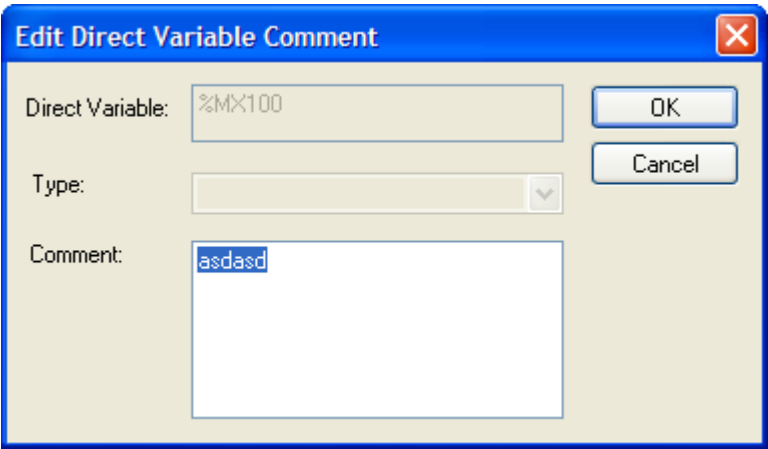 Edit Direct Variable Comment
Direct Variable: %MX100
OK
Cancel
Type:
Comment: asdasd